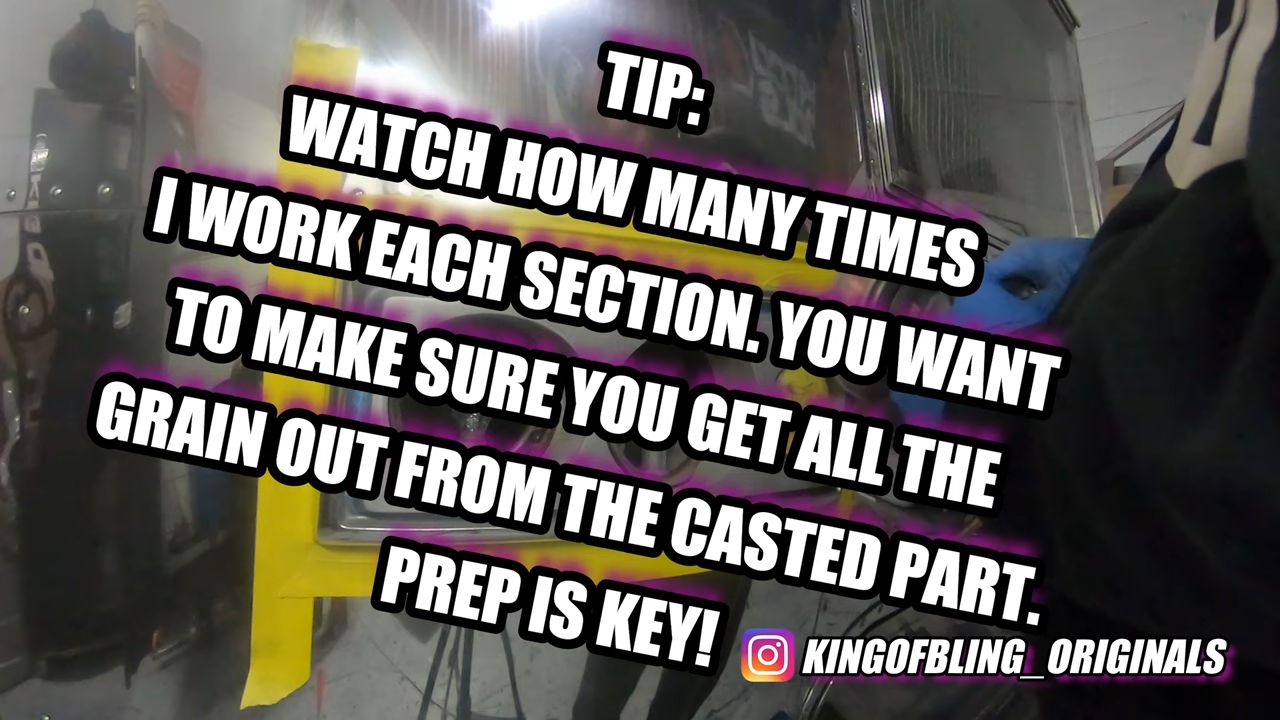 TIP:
WATCH HOW MANY TIMES
I WORK EACH SECTION. YOU WANT
TO MAKE SURE YOU GET ALL THE
GRAIN OUT FROM THE CASTED PART.
PREP IS KEY!
KINGOFBLING_ORIGINALS